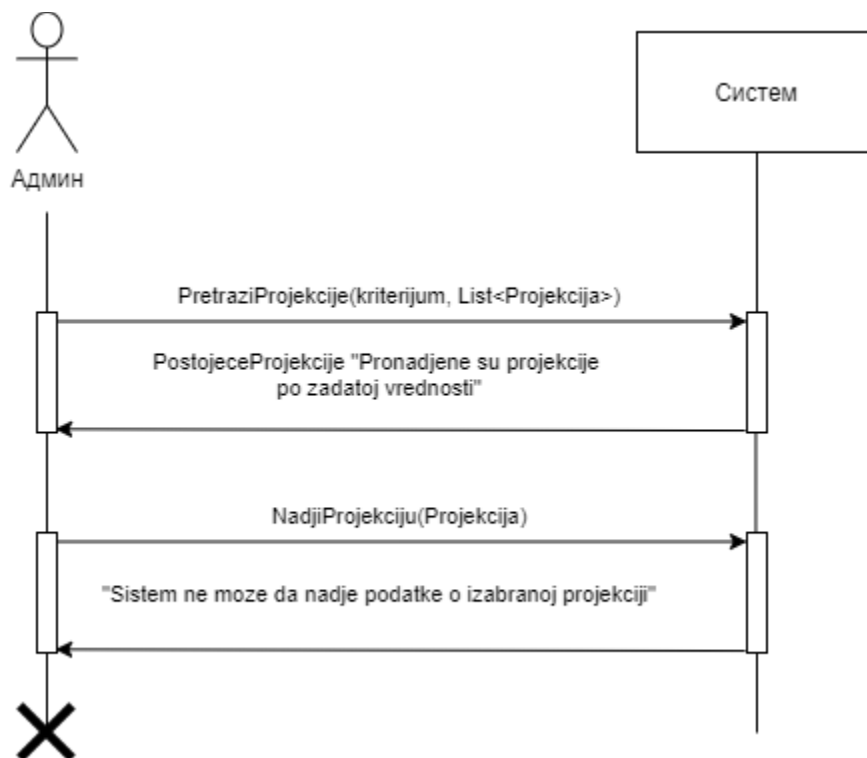 Систем
Админ
PretraziProjekcije(kriterijum, List<Projekcija>)
PostojeceProjekcije "Pronadjene su projekcije
po zadatoj vrednosti"
NadjiProjekciju(Projekcija)
"Sistem ne moze da nadje podatke o izabranoj projekciji"